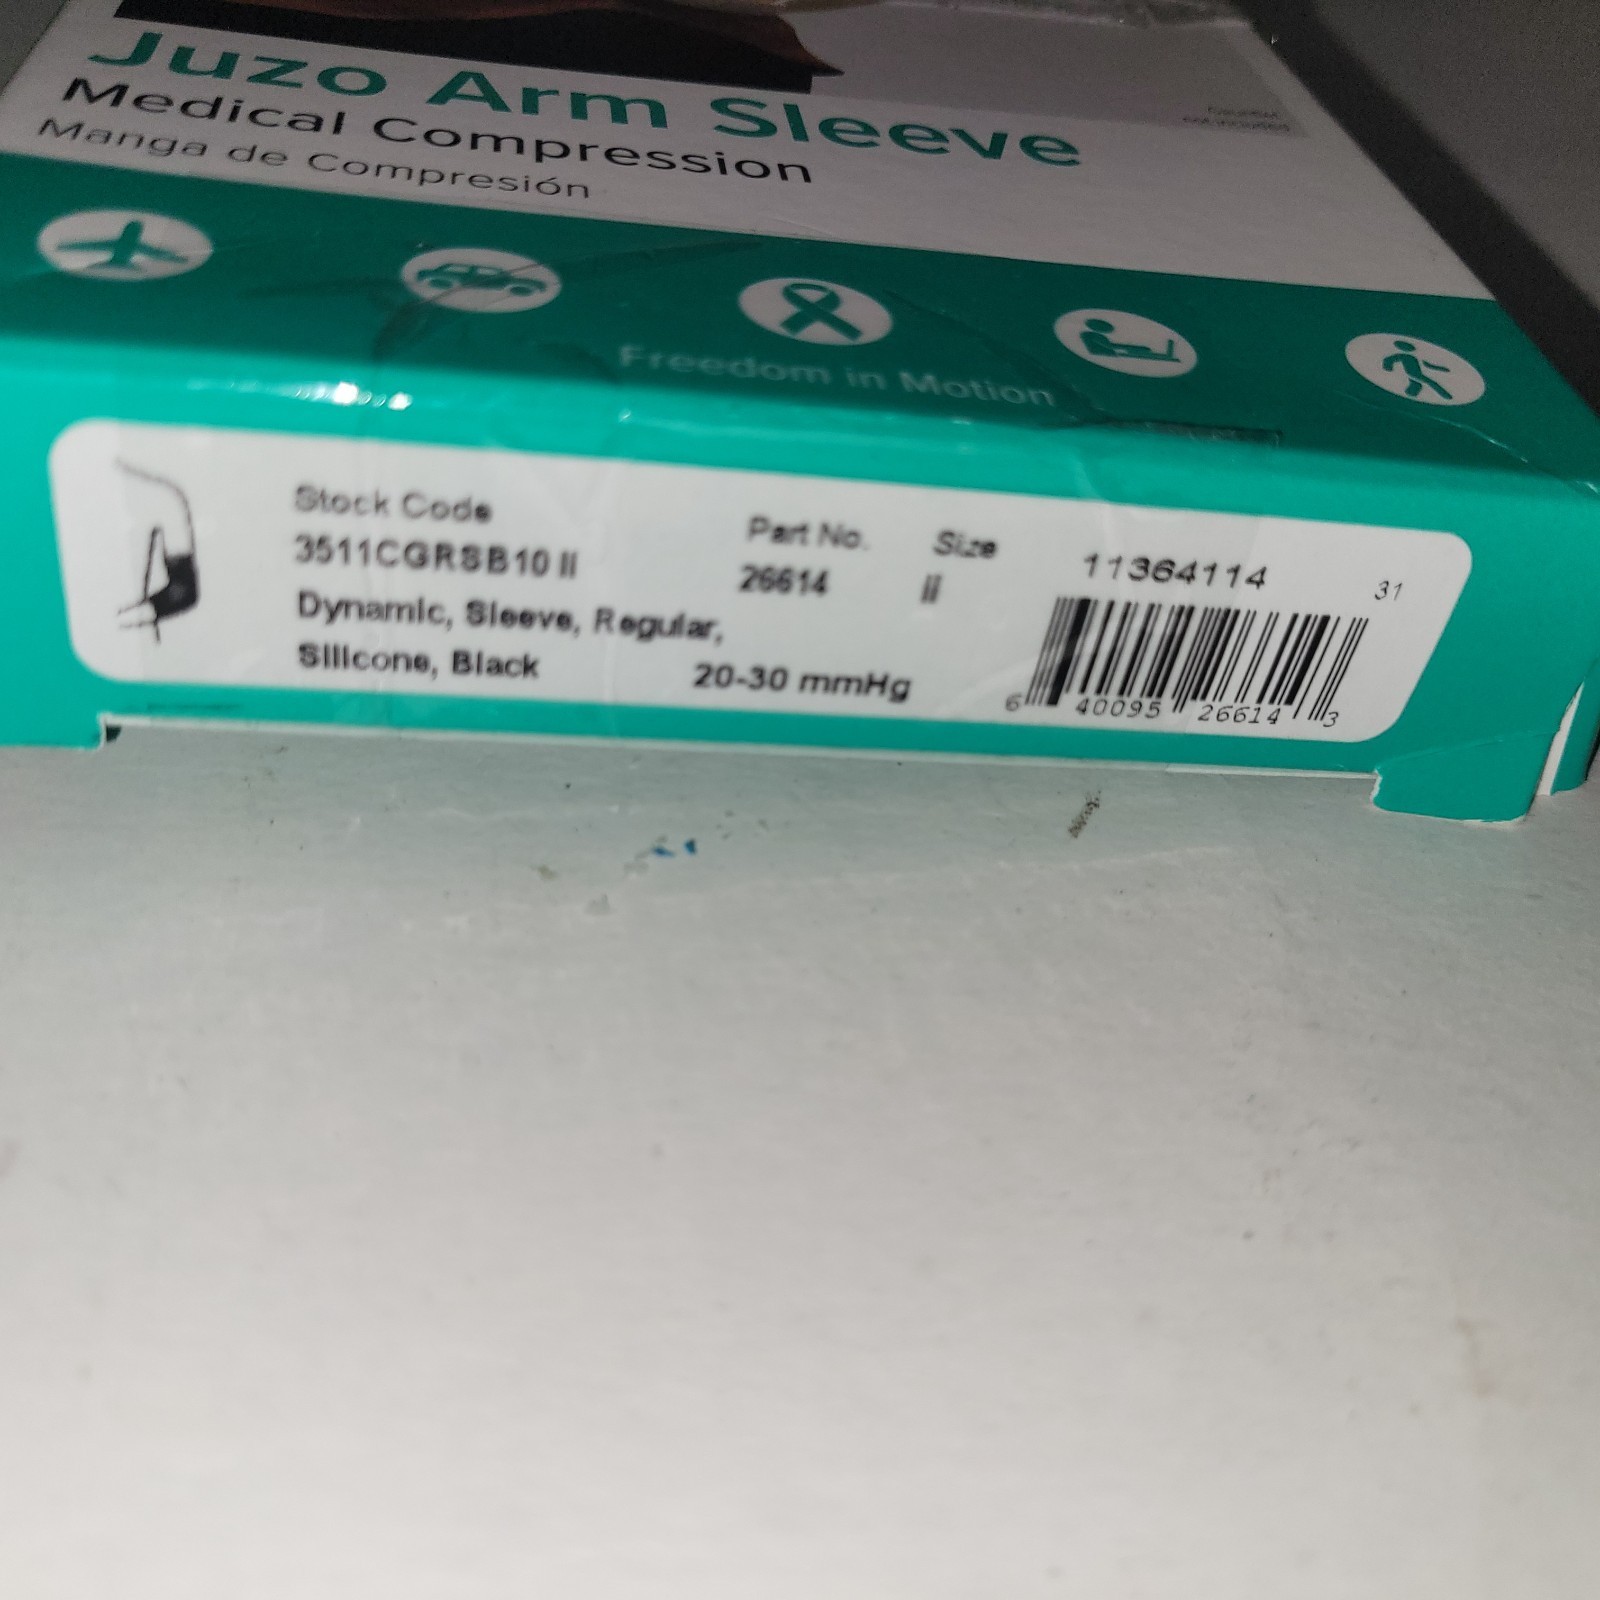 Juzo Arm Sleeve
Medical Compression
Manga de Compresión
Freedom in Motion
Stock Code
3511CGRSB10 II
Dynamic, Sleeve, Regular,
Silicone, Black
20-30 mmHg
Part No.
26614
Size
II
11364114
31
6 40095 26614 3